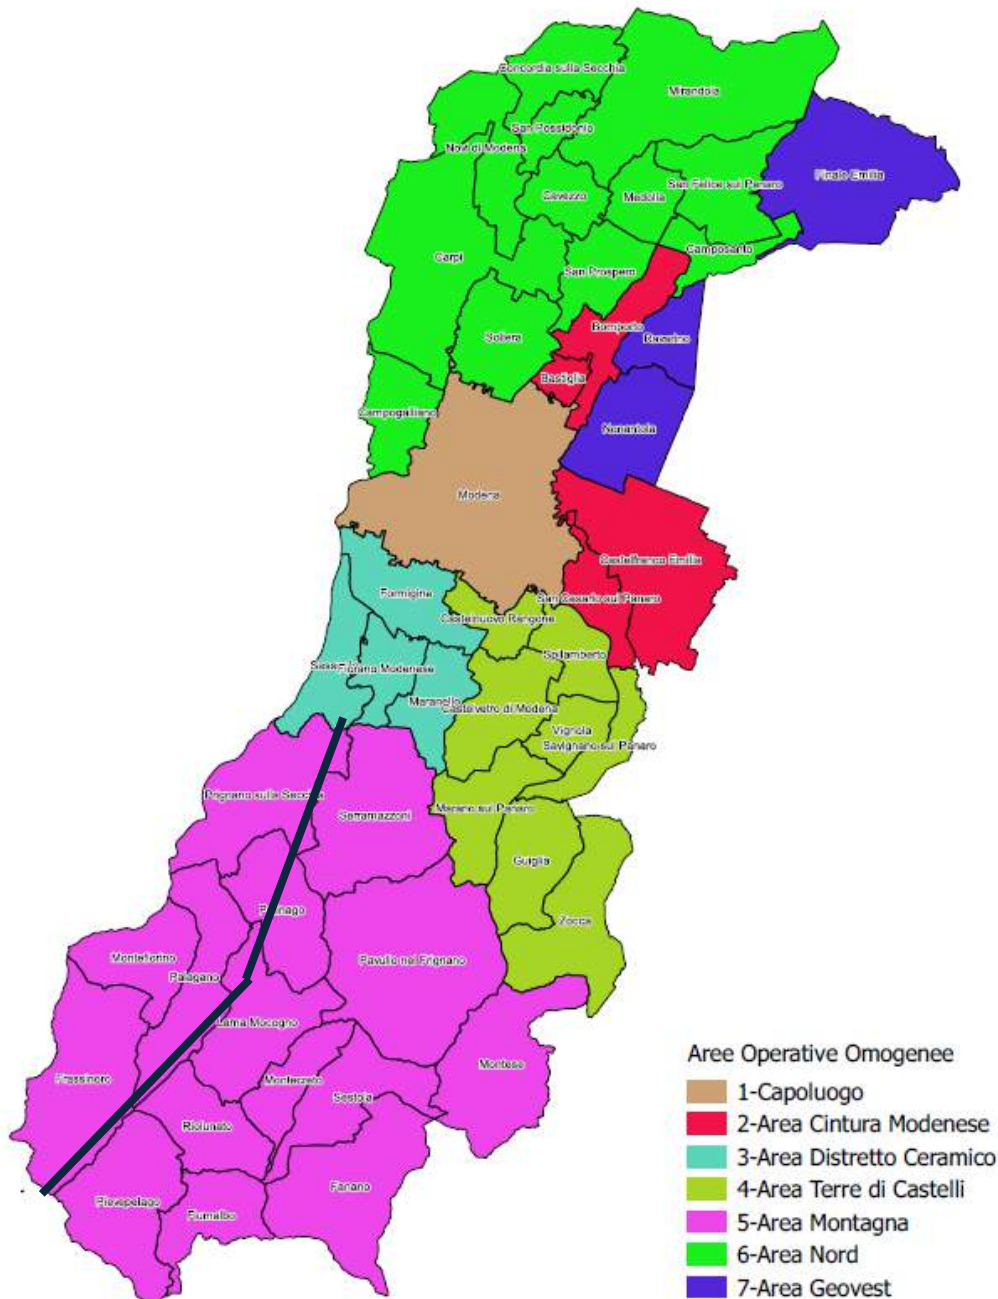 Concordia sulla Secchia
Mirandola
San Possidonio
Novi di Modena
Finale Emilia
San Felice sul Panaro
Cavezzo
Medolla
Camposanto
Carpi
San Prospero
Bomporto
Ravarino
Soliera
Bastiglia
Campogalliano
Nonantola
Modena
Castelfranco Emilia
Formigine
San Cesario sul Panaro
Castelnuovo Rangone
Spilamberto
Fiorano Modenese
Maranello
Castelvetro di Modena
Vignola
Savignano sul Panaro
Prignano sulla Secchia
Serramazzoni
Marano sul Panaro
Guiglia
Zocca
Montefiorino
Pavullo nel Frignano
Palagano
Lama Mocogno
Montese
Frassinoro
Montecreto
Sestola
Riolunato
Fanano
Pievepelago
Fiumalbo
Aree Operative Omogenee
1-Capoluogo
2-Area Cintura Modenese
3-Area Distretto Ceramico
4-Area Terre di Castelli
5-Area Montagna
6-Area Nord
7-Area Geovest